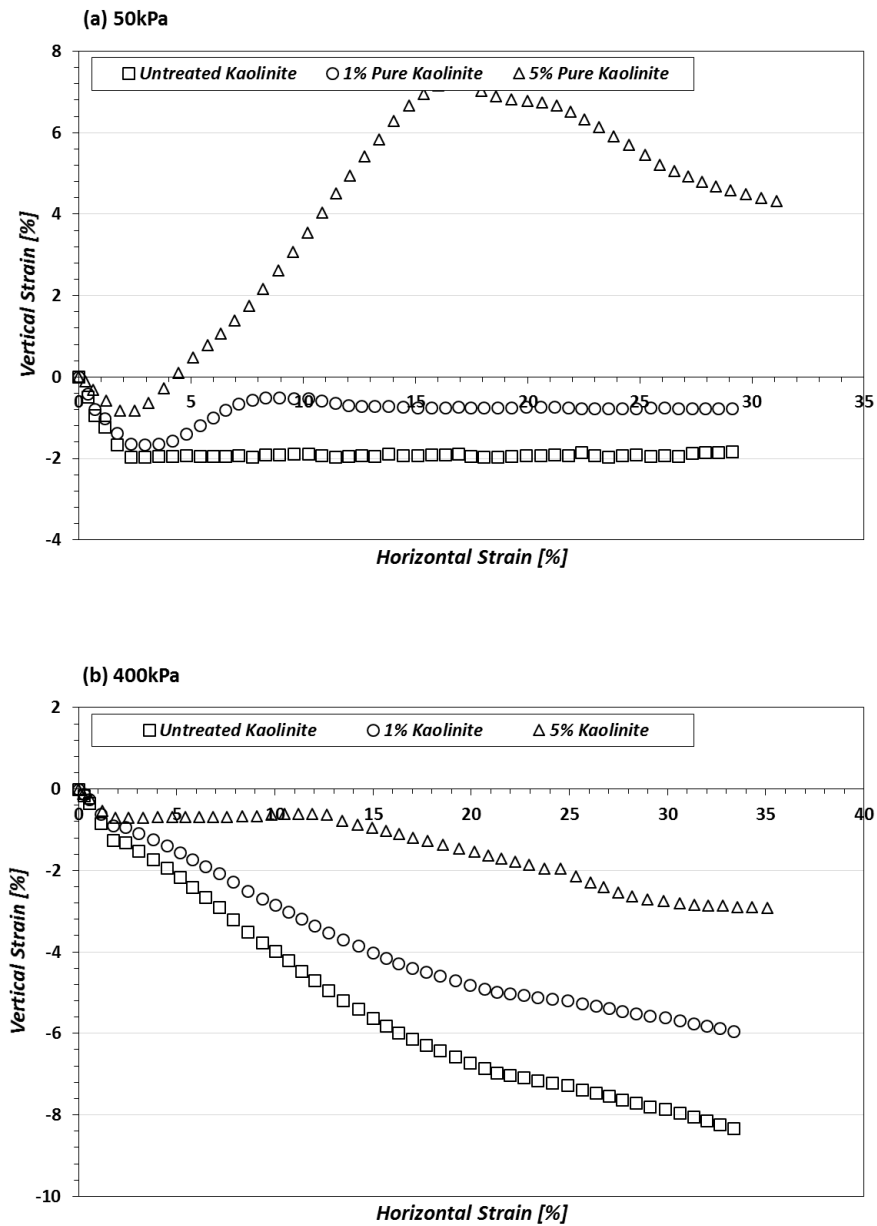 (a) 50kPa
8
Untreated Kaolinite 1% Pure Kaolinite 5% Pure Kaolinite
6
4
2
0
0 5 10 15 20 25 30 35
-2
-4
Vertical Strain [%]
Horizontal Strain [%]
(b) 400kPa
2
Untreated Kaolinite 1% Kaolinite 5% Kaolinite
0
0 5 10 15 20 25 30 35 40
-2
-4
-6
-8
-10
Vertical Strain [%]
Horizontal Strain [%]